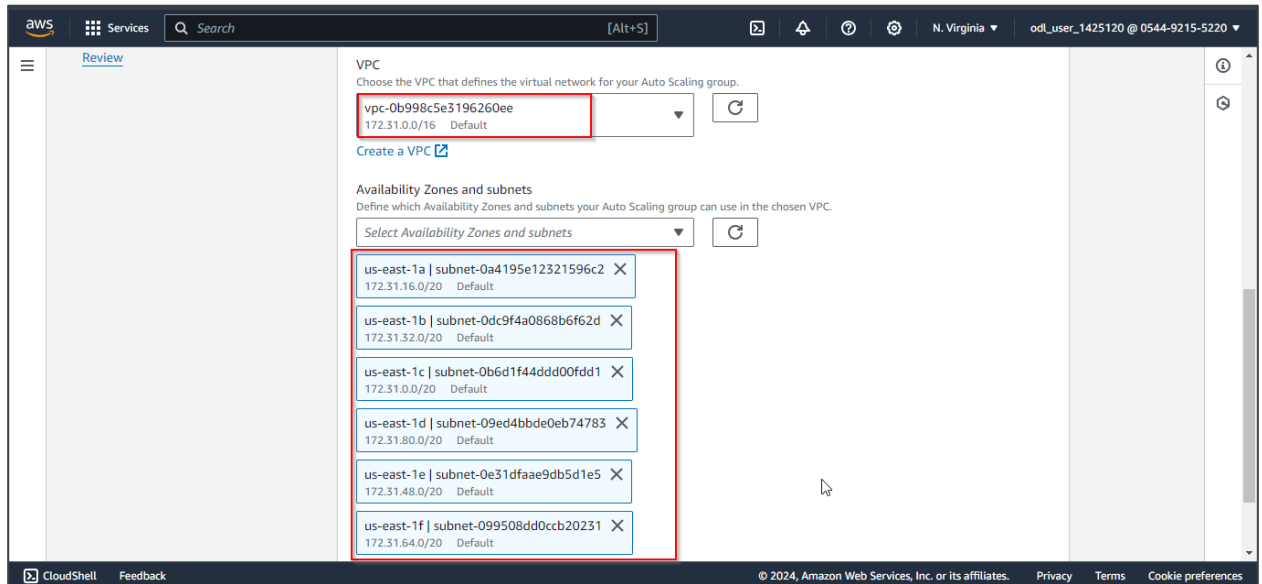 aws
Services
Search
[Alt+S]
N. Virginia
odl_user_1425120 @ 0544-9215-5220
Review
VPC
Choose the VPC that defines the virtual network for your Auto Scaling group.
vpc-0b998c5e3196260ee
172.31.0.0/16 Default
Create a VPC
Availability Zones and subnets
Define which Availability Zones and subnets your Auto Scaling group can use in the chosen VPC.
Select Availability Zones and subnets
us-east-1a | subnet-0a4195e12321596c2
172.31.16.0/20 Default
us-east-1b | subnet-0dc9f4a0868b6f62d
172.31.32.0/20 Default
us-east-1c | subnet-0b6d1f44ddd00fdd1
172.31.0.0/20 Default
us-east-1d | subnet-09ed4bbde0eb74783
172.31.80.0/20 Default
us-east-1e | subnet-0e31dfaae9db5d1e5
172.31.48.0/20 Default
us-east-1f | subnet-099508dd0ccb20231
172.31.64.0/20 Default
CloudShell
Feedback
© 2024, Amazon Web Services, Inc. or its affiliates.
Privacy
Terms
Cookie preferences